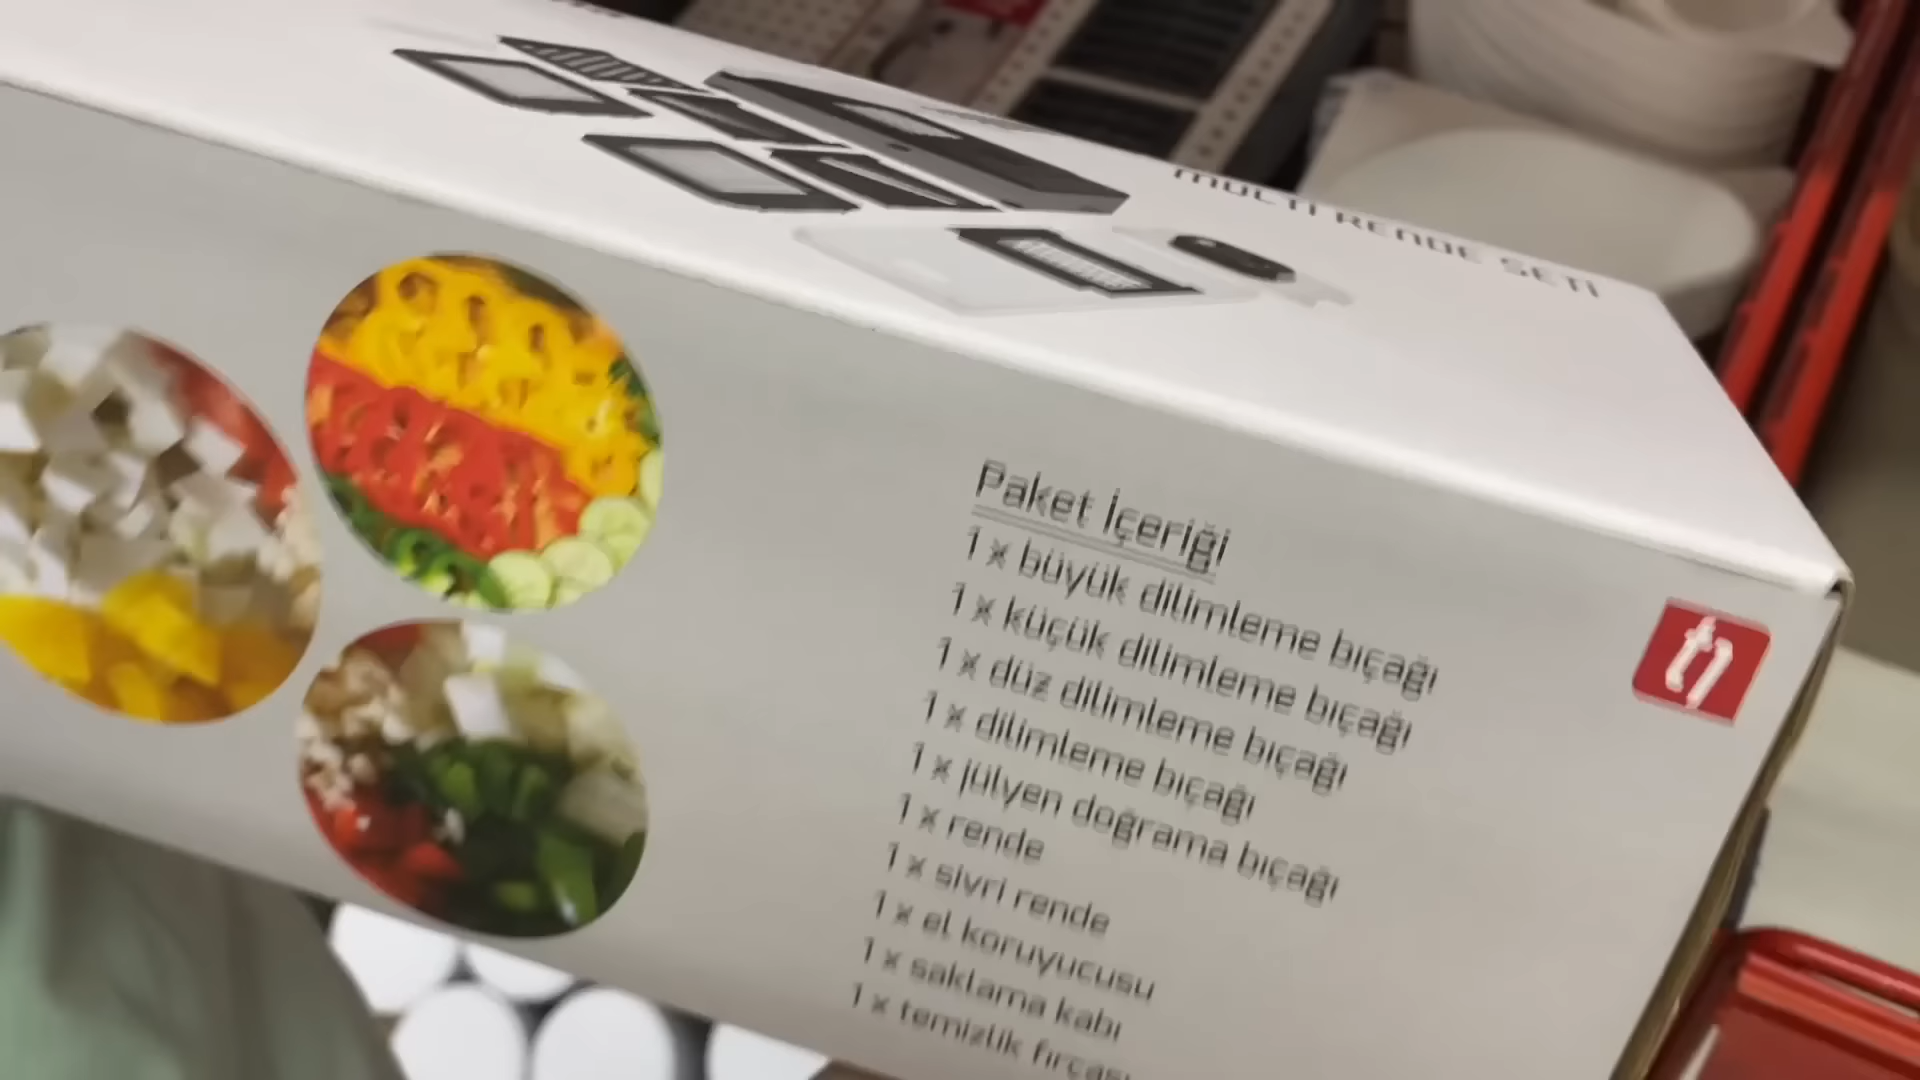 MULTI RENDE SETİ
Paket İçeriği
1 x büyük dilimleme bıçağı
1 x küçük dilimleme bıçağı
1 x düz dilimleme bıçağı
1 x dilimleme bıçağı
1 x jülyen doğrama bıçağı
1 x rende
1 x sivri rende
1 x el koruyucusu
1 x saklama kabı
1 x temizlik fırçası